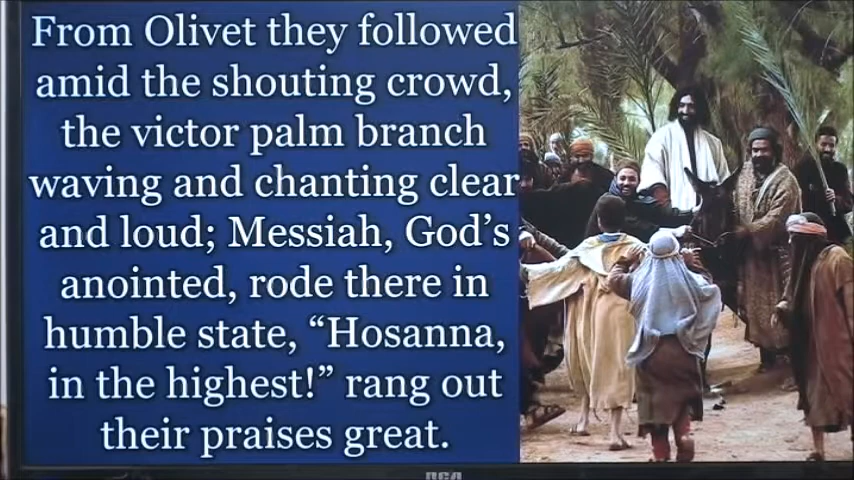 From Olivet they followed
amid the shouting crowd,
the victor palm branch
waving and chanting clear
and loud; Messiah, God's
anointed, rode there in
humble state, “Hosanna,
in the highest!” rang out
their praises great.
RCA